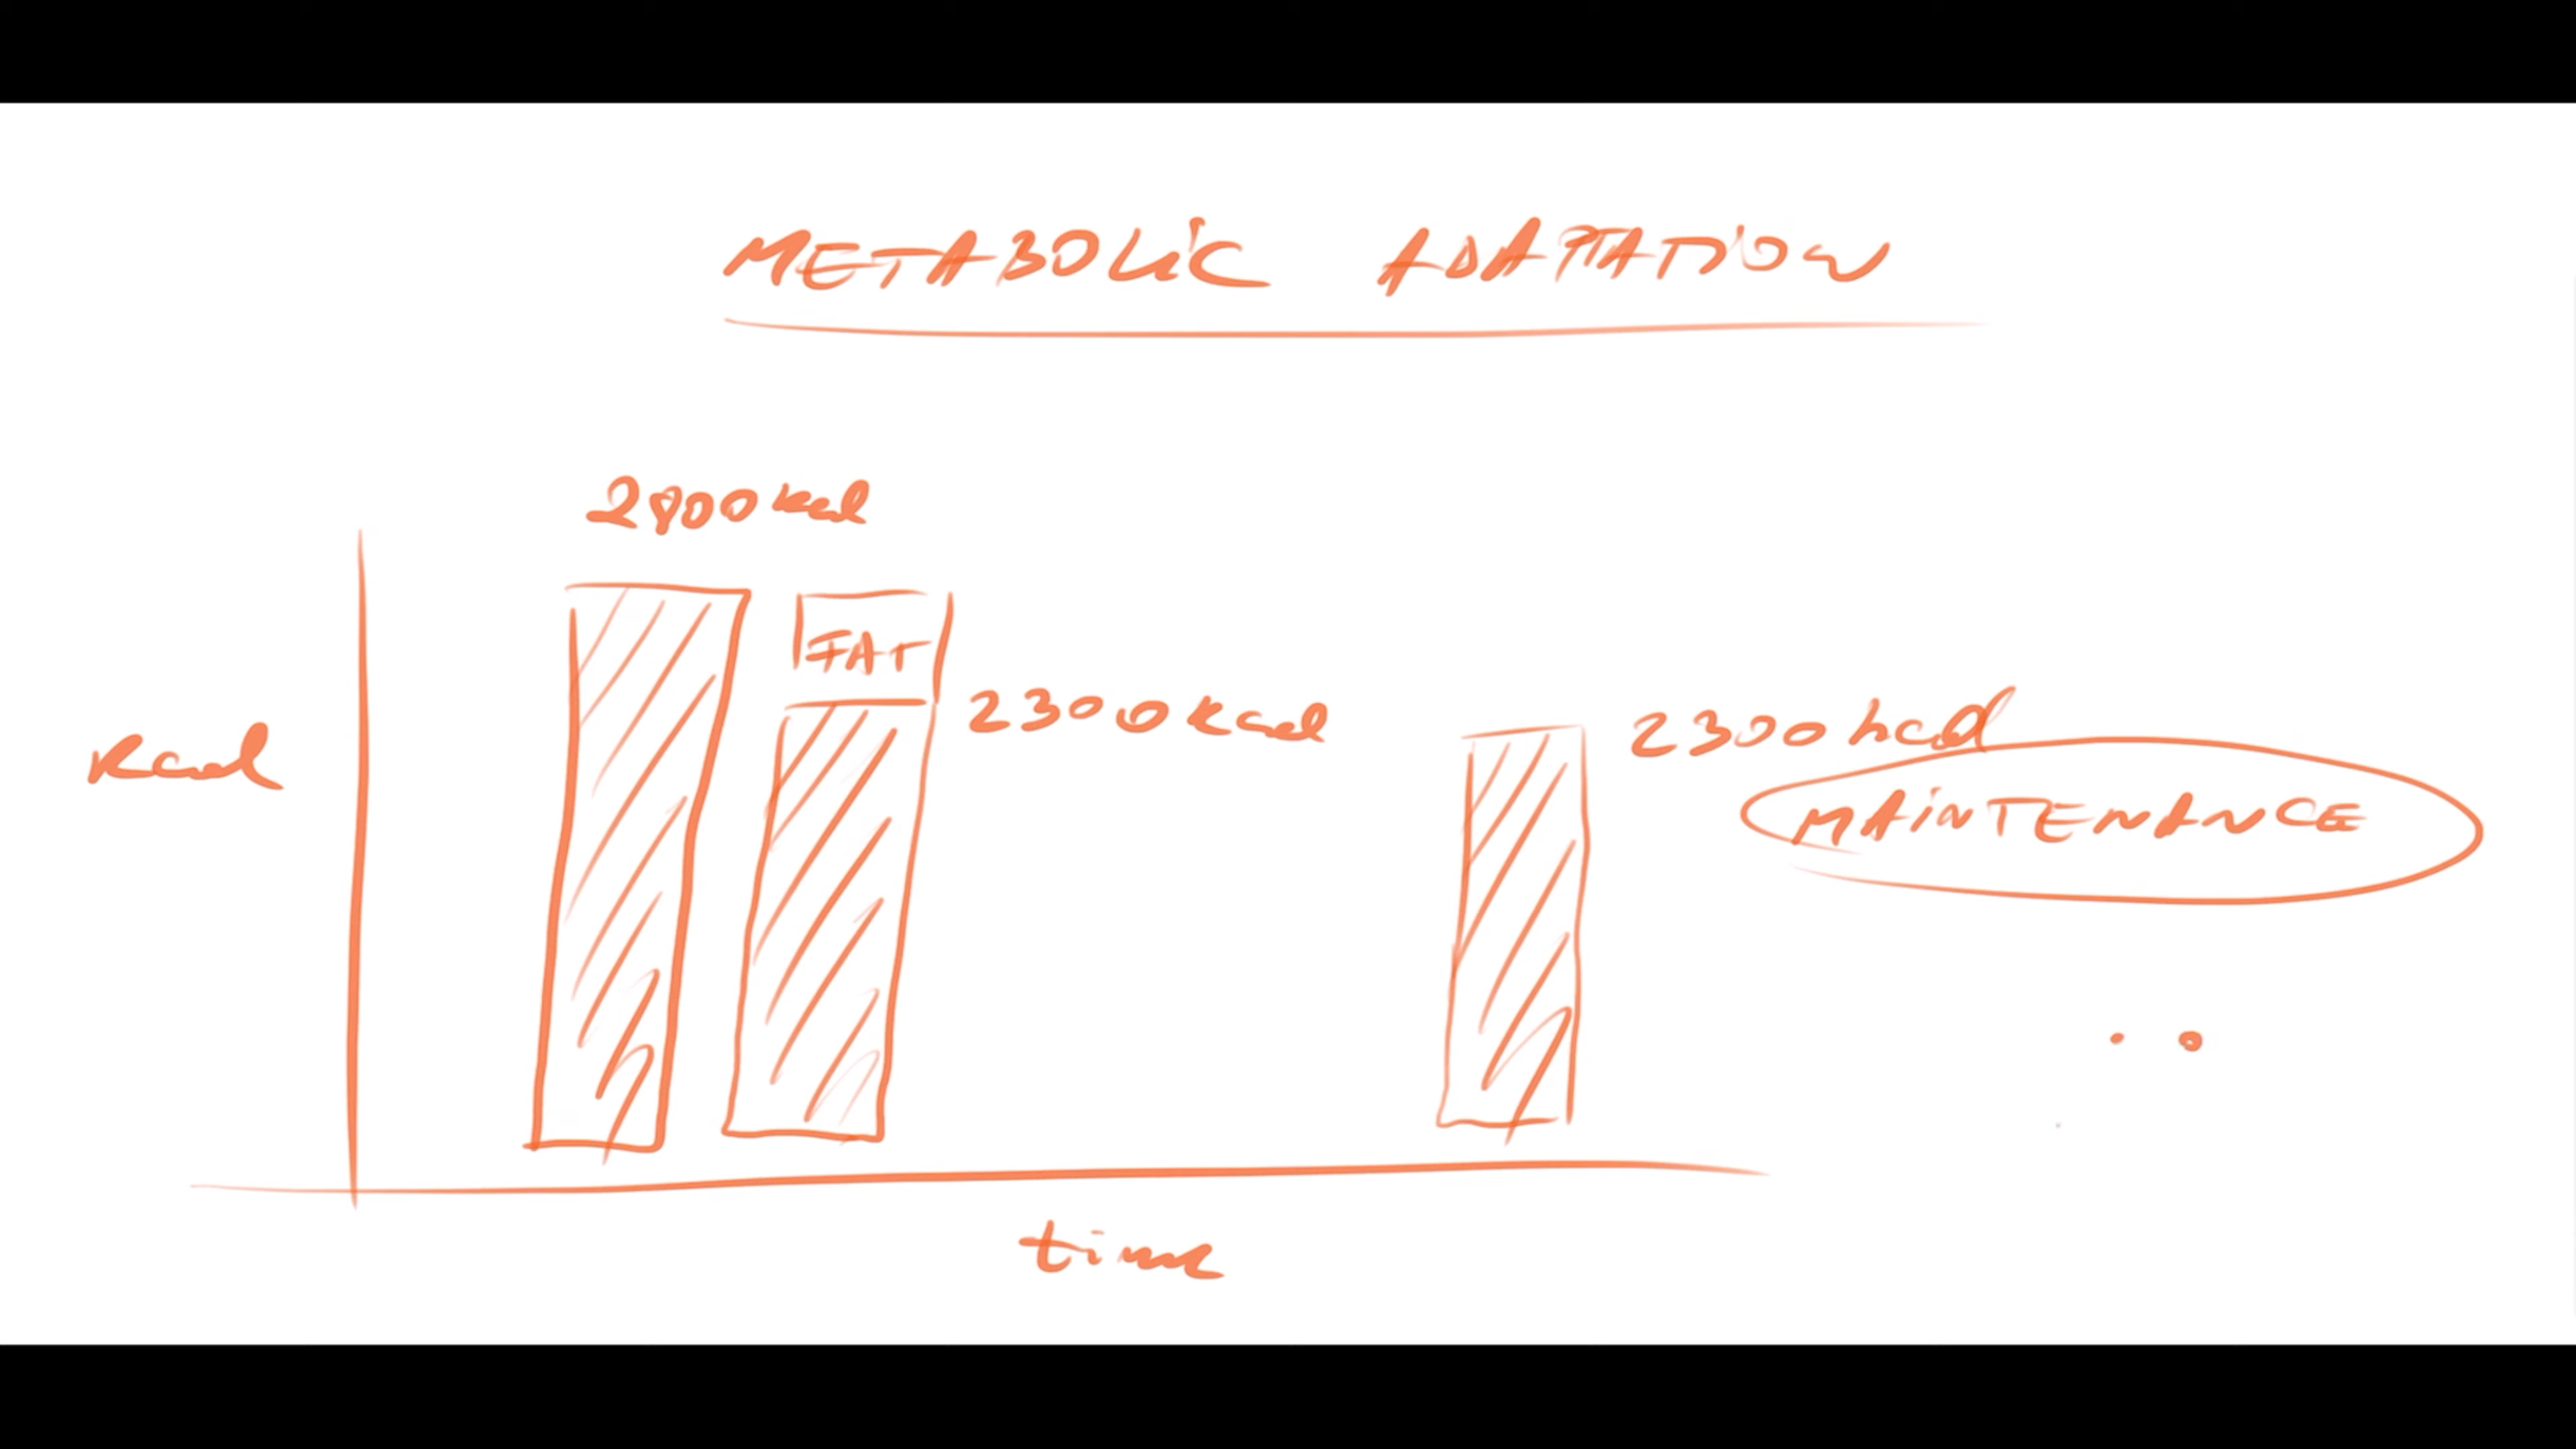 METABOLIC ADAPTATION
2800 kcal
FAT
2300 kcal
2300 kcal
kcal
MAINTENANCE
time